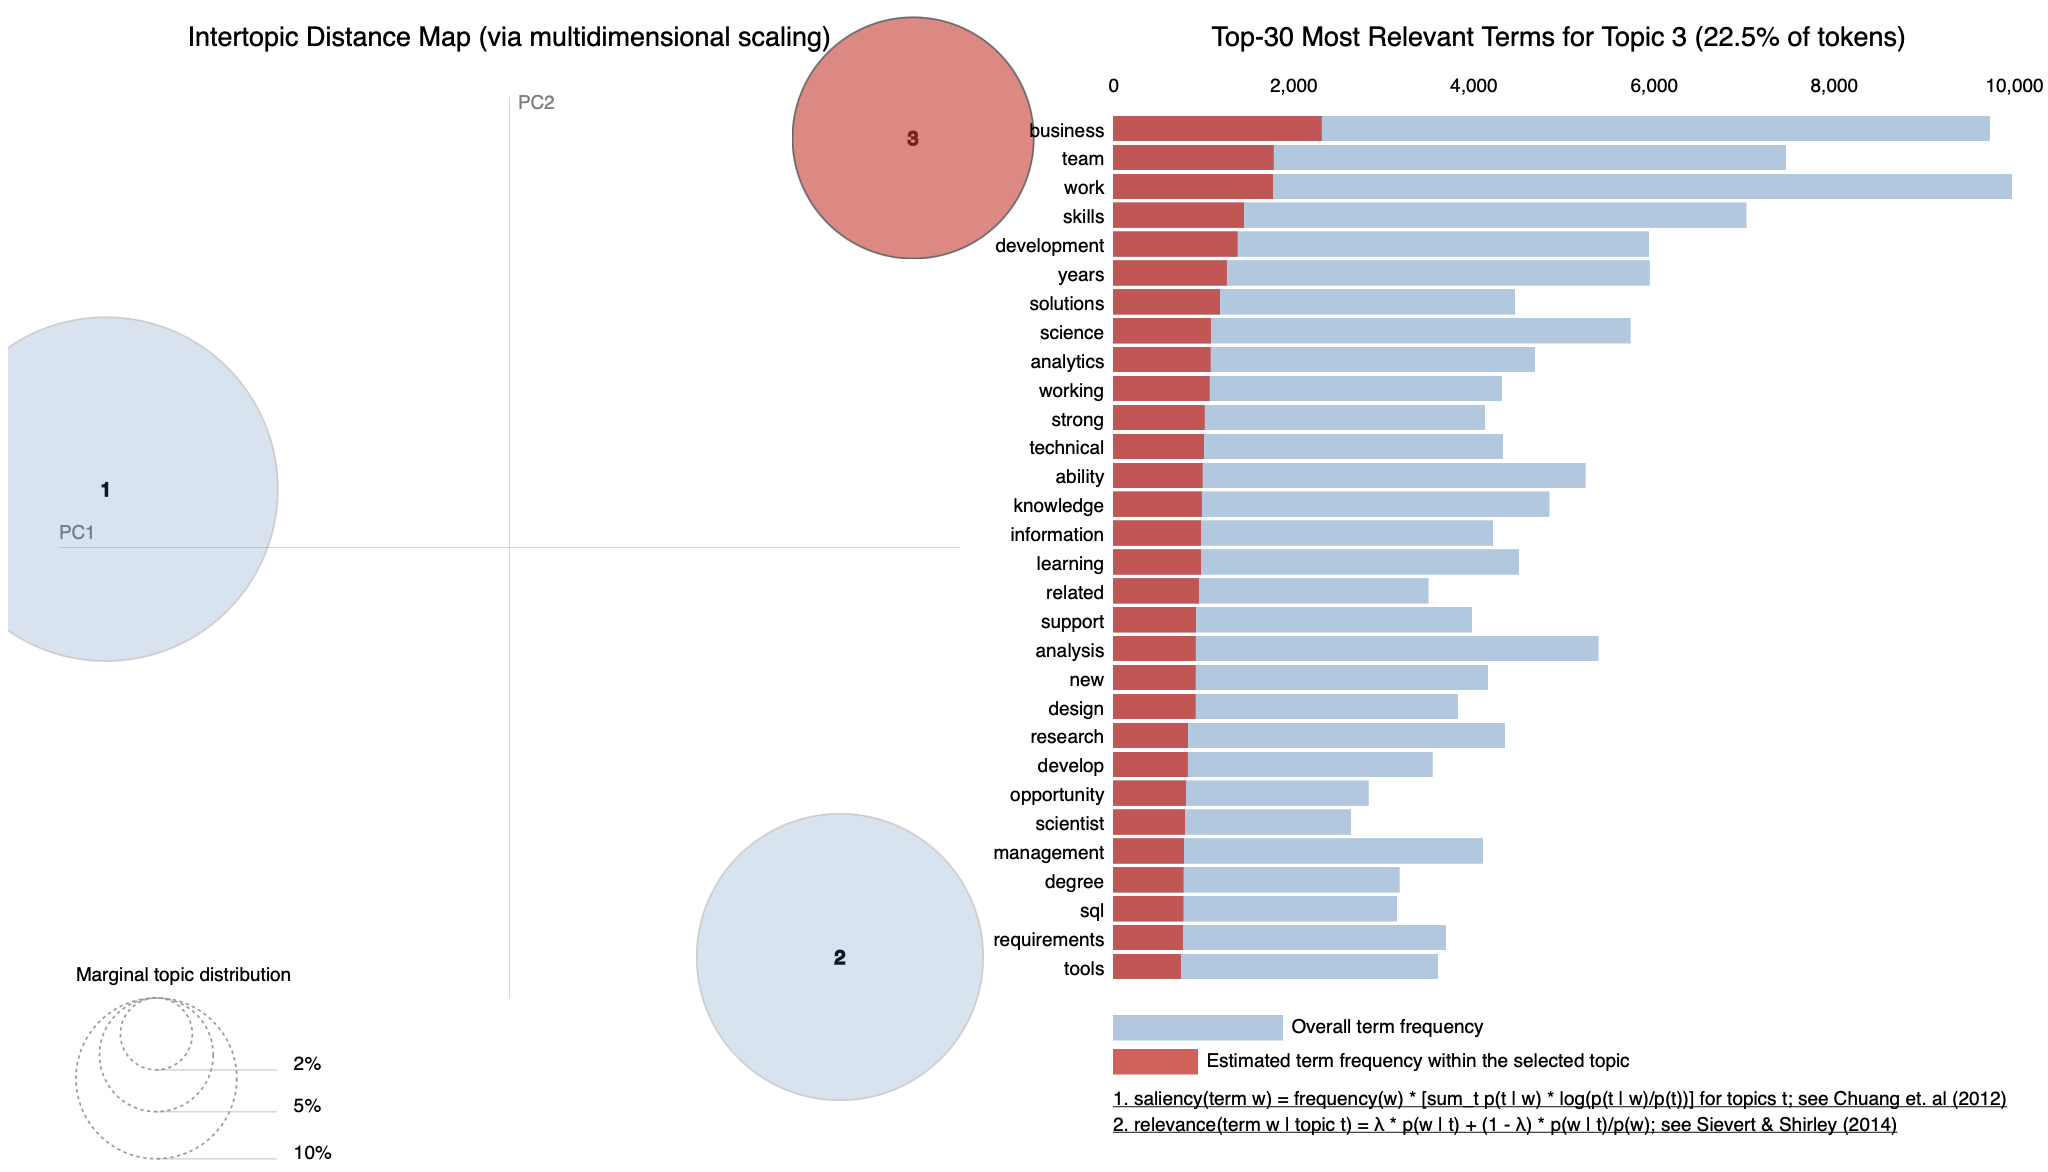 Intertopic Distance Map (via multidimensional scaling)
PC2
PC1
1
2
3
Marginal topic distribution
2%
5%
10%
Top-30 Most Relevant Terms for Topic 3 (22.5% of tokens)
0 2,000 4,000 6,000 8,000 10,000
business
team
work
skills
development
years
solutions
science
analytics
working
strong
technical
ability
knowledge
information
learning
related
support
analysis
new
design
research
develop
opportunity
scientist
management
degree
sql
requirements
tools
Overall term frequency
Estimated term frequency within the selected topic
1. saliency(term w) = frequency(w) * [sum_t p(t | w) * log(p(t | w)/p(t))] for topics t; see Chuang et. al (2012)
2. relevance(term w | topic t) = λ * p(w | t) + (1 - λ) * p(w | t)/p(w); see Sievert & Shirley (2014)